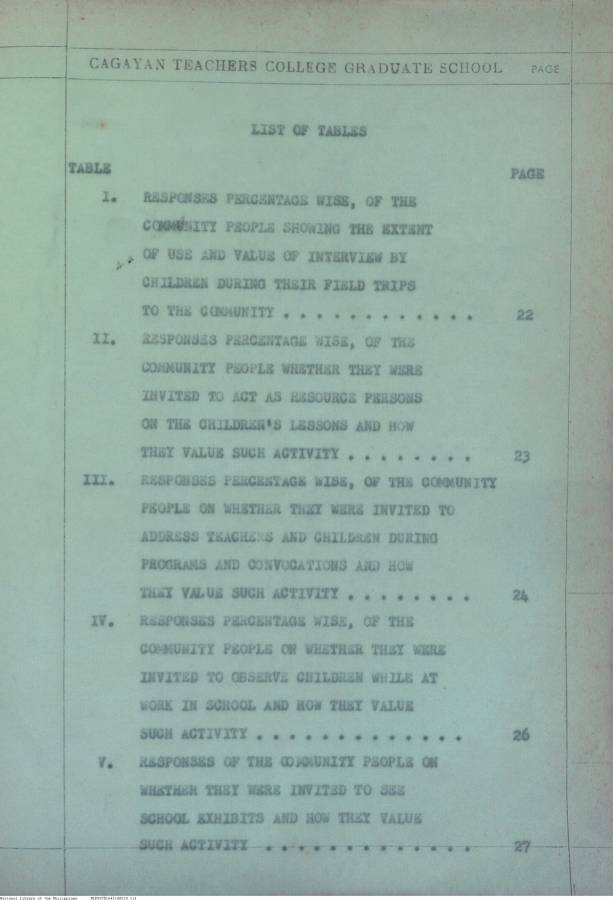 CAGAYAN TEACHERS COLLEGE GRADUATE SCHOOL PAGE
LIST OF TABLES
TABLE
PAGE
I. RESPONSES PERCENTAGE WISE, OF THE
COMMUNITY PEOPLE SHOWING THE EXTENT
OF USE AND VALUE OF INTERVIEW BY
CHILDREN DURING THEIR FIELD TRIPS
TO THE COMMUNITY . . . . . . . . . . . . 22
II. RESPONSES PERCENTAGE WISE, OF THE
COMMUNITY PEOPLE WHETHER THEY WERE
INVITED TO ACT AS RESOURCE PERSONS
ON THE CHILDREN'S LESSONS AND HOW
THEY VALUE SUCH ACTIVITY . . . . . . . . 23
III. RESPONSES PERCENTAGE WISE, OF THE COMMUNITY
PEOPLE ON WHETHER THEY WERE INVITED TO
ADDRESS TEACHERS AND CHILDREN DURING
PROGRAMS AND CONVOCATIONS AND HOW
THEY VALUE SUCH ACTIVITY . . . . . . . . 24
IV. RESPONSES PERCENTAGE WISE, OF THE
COMMUNITY PEOPLE ON WHETHER THEY WERE
INVITED TO OBSERVE CHILDREN WHILE AT
WORK IN SCHOOL AND HOW THEY VALUE
SUCH ACTIVITY . . . . . . . . . . . . . 26
V. RESPONSES OF THE COMMUNITY PEOPLE ON
WHETHER THEY WERE INVITED TO SEE
SCHOOL EXHIBITS AND HOW THEY VALUE
SUCH ACTIVITY . . . . . . . . . . . . . 27
National Library of the Philippines